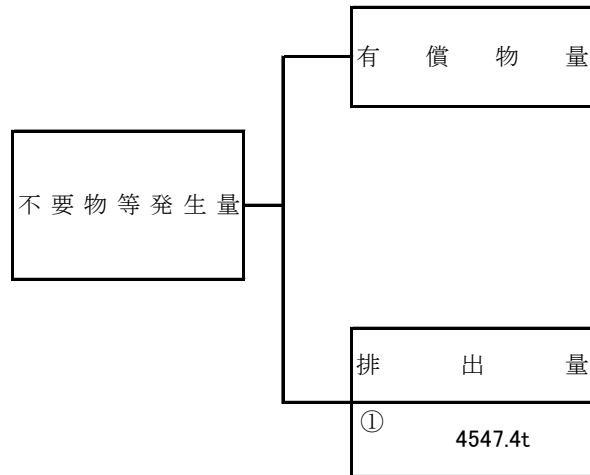 有償物量
不要物等発生量
排出量
①
4547.4t